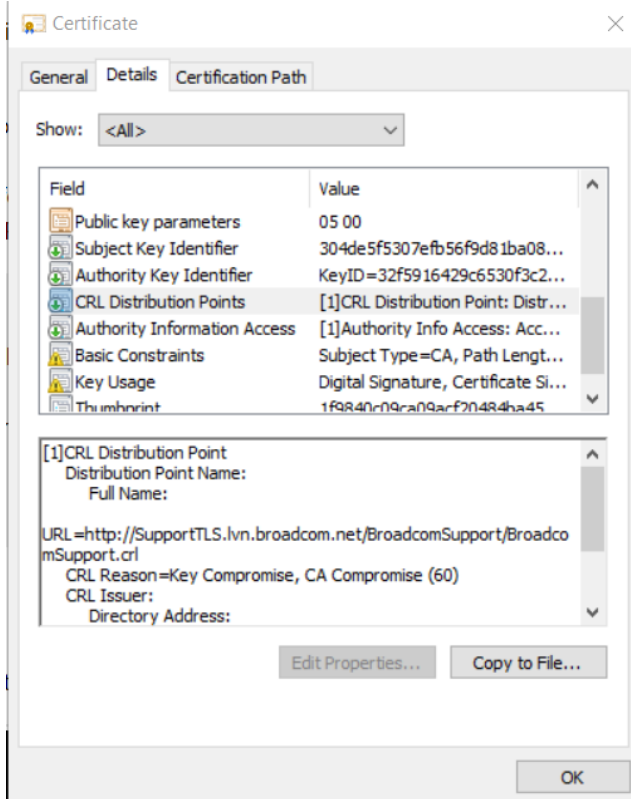 Certificate
General Details Certification Path
Show: <All>
Field Value
Public key parameters 05 00
Subject Key Identifier 304de5f5307efb56f9d81ba08...
Authority Key Identifier KeyID=32f5916429c6530f3c2...
CRL Distribution Points [1]CRL Distribution Point: Distr...
Authority Information Access [1]Authority Info Access: Acc...
Basic Constraints Subject Type=CA, Path Lengt...
Key Usage Digital Signature, Certificate Si...
Thumbprint 1f9840c09ca09acf20484ba45
[1]CRL Distribution Point
Distribution Point Name:
Full Name:
URL=http://SupportTLS.lvn.broadcom.net/BroadcomSupport/Broadco
mSupport.crl
CRL Reason=Key Compromise, CA Compromise (60)
CRL Issuer:
Directory Address:
Edit Properties... Copy to File...
OK